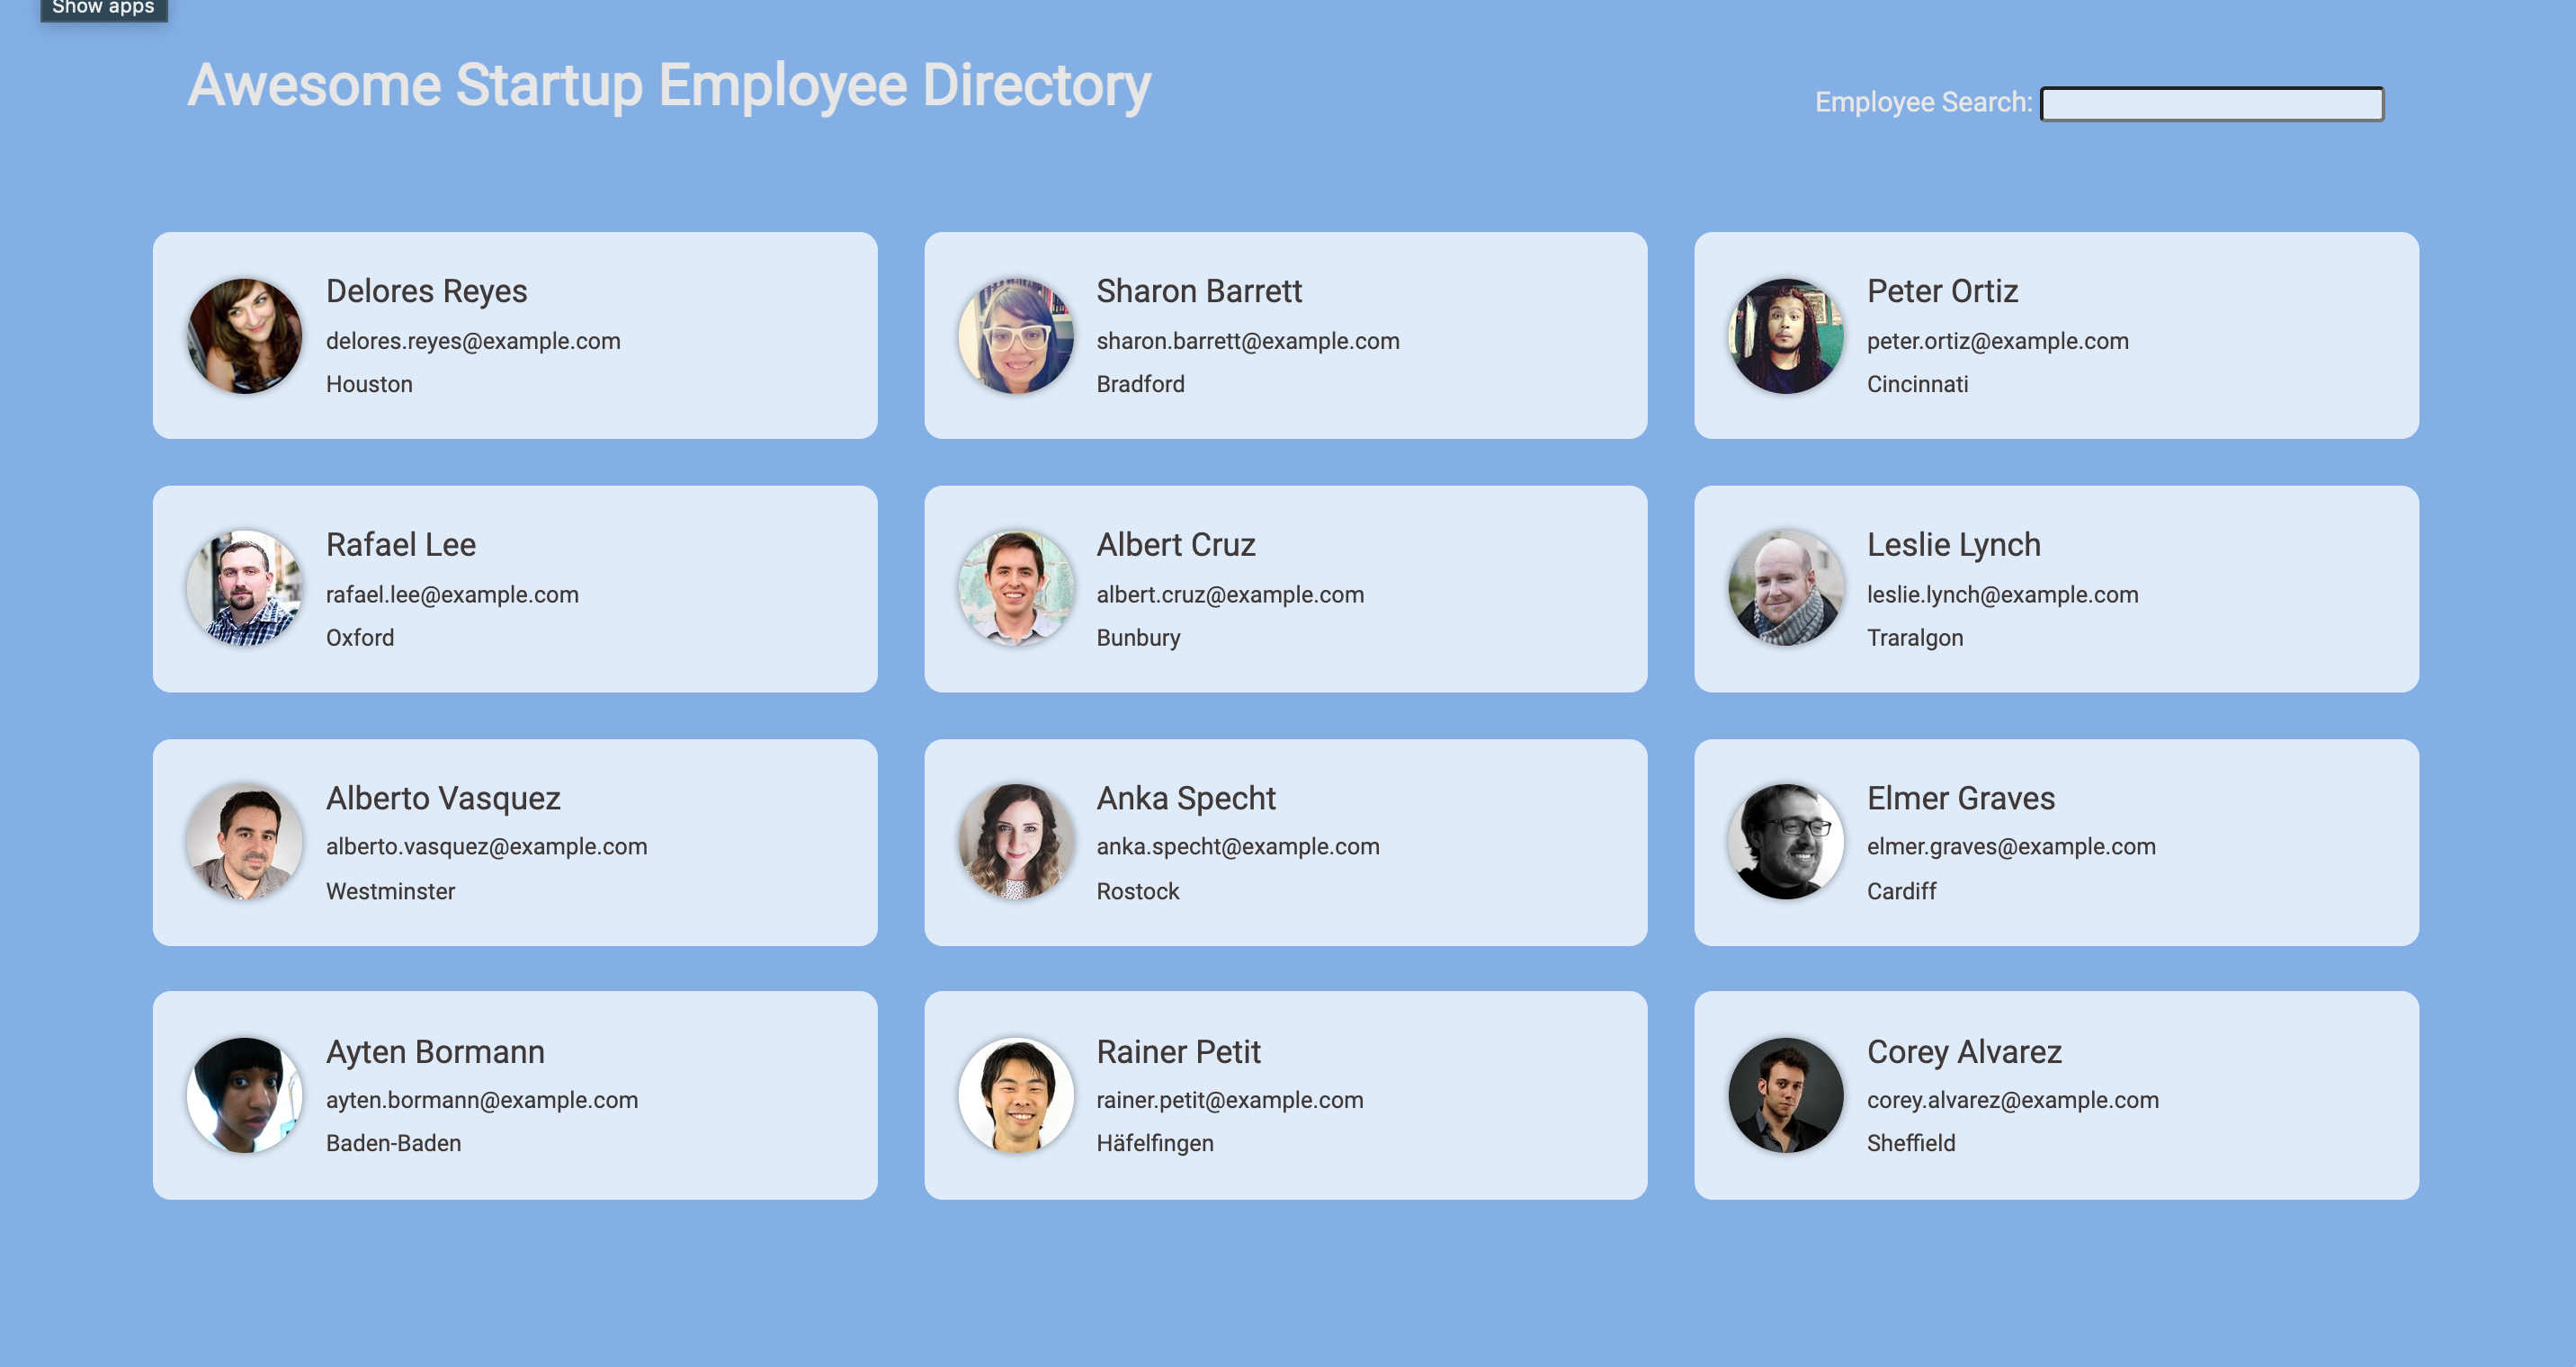 Show apps
Awesome Startup Employee Directory
Employee Search:
Delores Reyes
delores.reyes@example.com
Houston
Sharon Barrett
sharon.barrett@example.com
Bradford
Peter Ortiz
peter.ortiz@example.com
Cincinnati
Rafael Lee
rafael.lee@example.com
Oxford
Albert Cruz
albert.cruz@example.com
Bunbury
Leslie Lynch
leslie.lynch@example.com
Traralgon
Alberto Vasquez
alberto.vasquez@example.com
Westminster
Anka Specht
anka.specht@example.com
Rostock
Elmer Graves
elmer.graves@example.com
Cardiff
Ayten Bormann
ayten.bormann@example.com
Baden-Baden
Rainer Petit
rainer.petit@example.com
Häfelfingen
Corey Alvarez
corey.alvarez@example.com
Sheffield